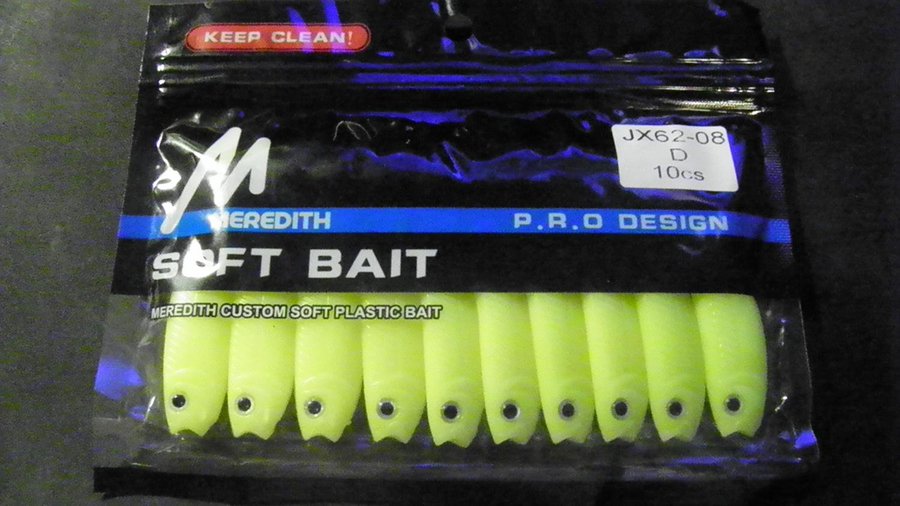 KEEP CLEAN!
JX62-08
D
10cs
M
MEREDITH
P.R.O DESIGN
SOFT BAIT
MEREDITH CUSTOM SOFT PLASTIC BAIT